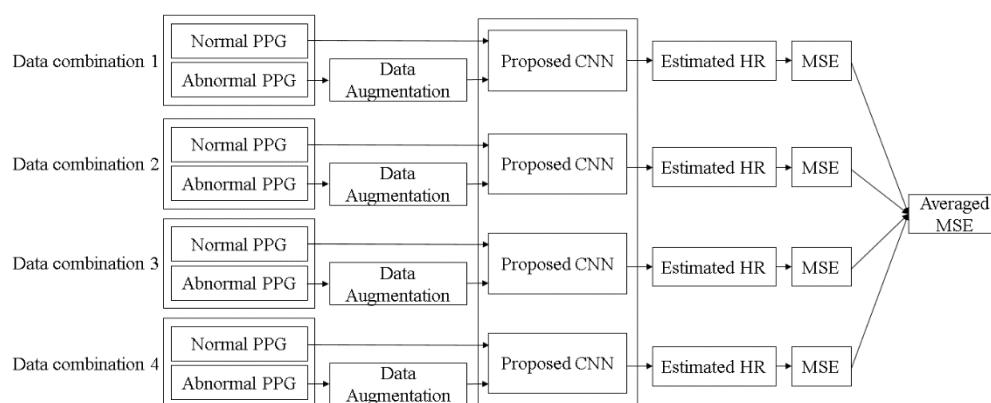 Data combination 1
Normal PPG
Abnormal PPG
Data
Augmentation
Proposed CNN
Estimated HR
MSE
Data combination 2
Normal PPG
Abnormal PPG
Data
Augmentation
Proposed CNN
Estimated HR
MSE
Averaged
MSE
Data combination 3
Normal PPG
Abnormal PPG
Data
Augmentation
Proposed CNN
Estimated HR
MSE
Data combination 4
Normal PPG
Abnormal PPG
Data
Augmentation
Proposed CNN
Estimated HR
MSE